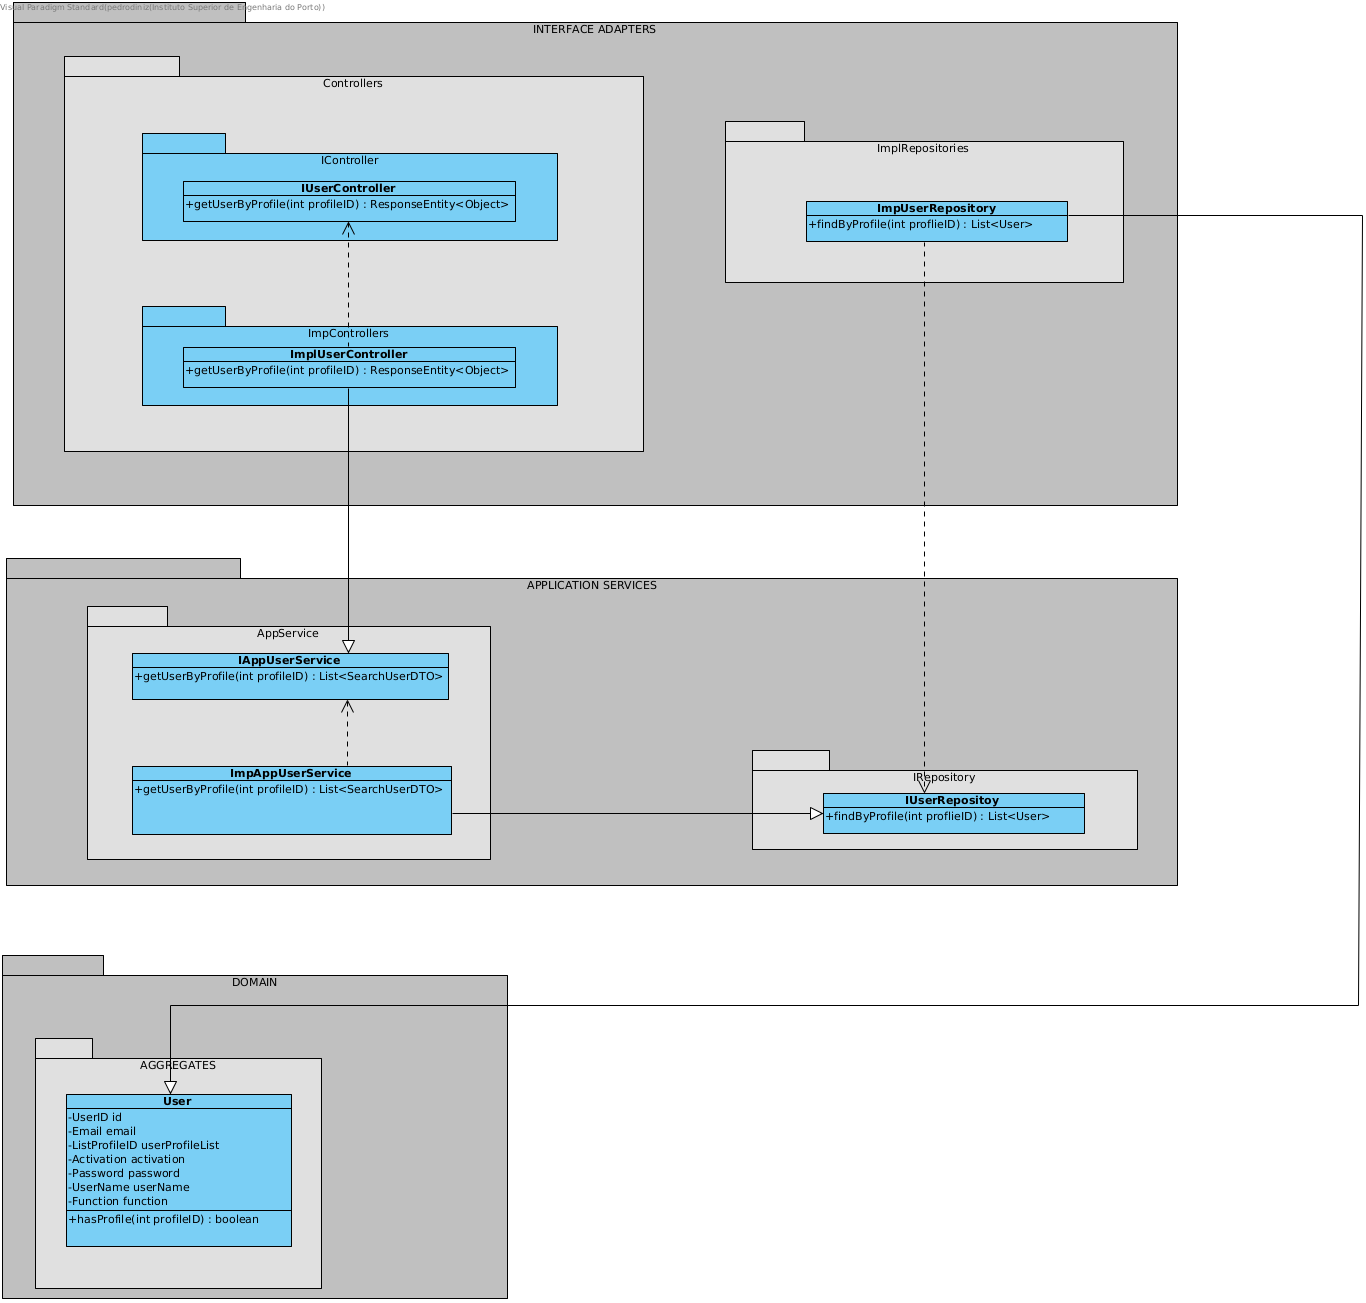 Visual Paradigm Standard(pedrodiniz(Instituto Superior de Engenharia do Porto))
INTERFACE ADAPTERS
Controllers
IController
IUserController
+getUserByProfile(int profileID) : ResponseEntity<Object>
ImpControllers
ImplUserController
+getUserByProfile(int profileID) : ResponseEntity<Object>
ImplRepositories
ImpUserRepository
+findByProfile(int proflieID) : List<User>
APPLICATION SERVICES
AppService
IAppUserService
+getUserByProfile(int profileID) : List<SearchUserDTO>
ImpAppUserService
+getUserByProfile(int profileID) : List<SearchUserDTO>
IRepository
IUserRepositoy
+findByProfile(int proflieID) : List<User>
DOMAIN
AGGREGATES
User
-UserID id
-Email email
-ListProfileID userProfileList
-Activation activation
-Password password
-UserName userName
-Function function
+hasProfile(int profileID) : boolean